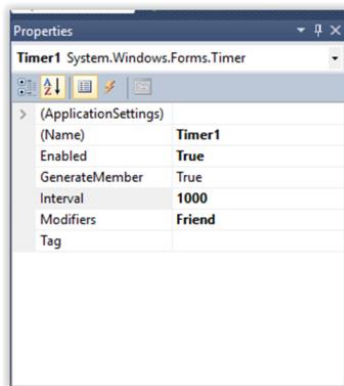 Properties
Timer1 System.Windows.Forms.Timer
(ApplicationSettings)
(Name) Timer1
Enabled True
GenerateMember True
Interval 1000
Modifiers Friend
Tag